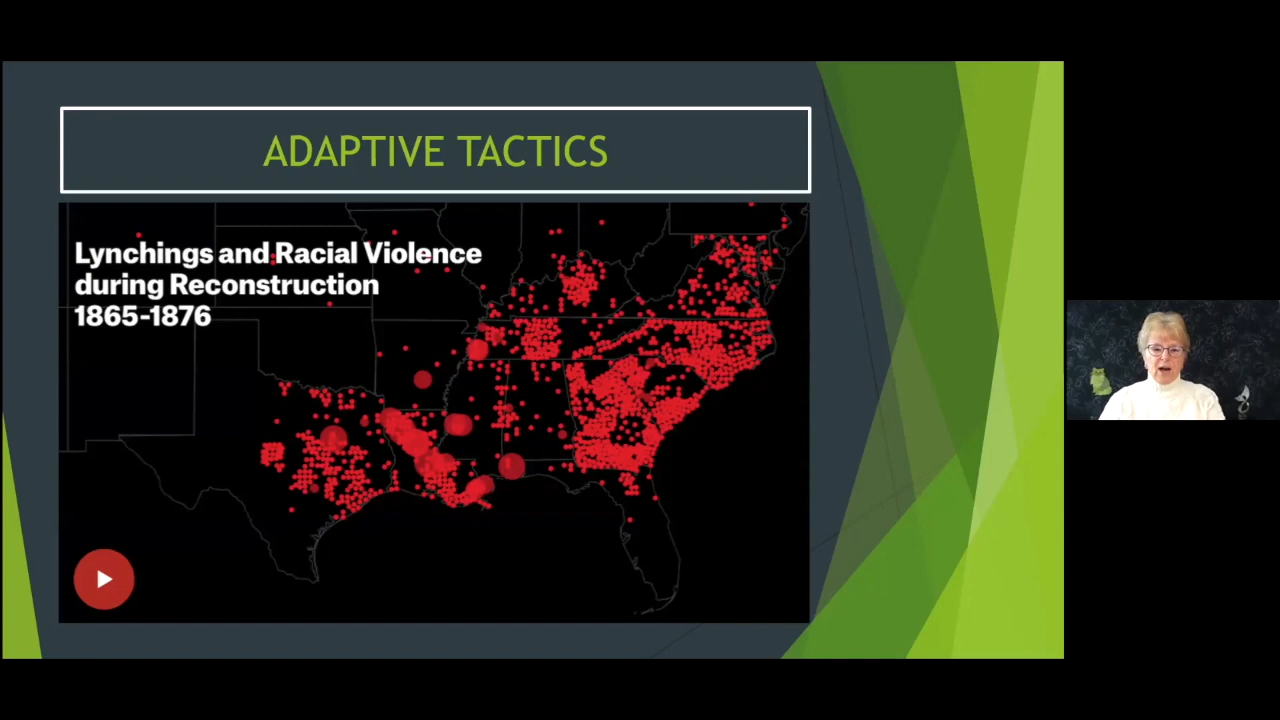 ADAPTIVE TACTICS
Lynchings and Racial Violence
during Reconstruction
1865-1876